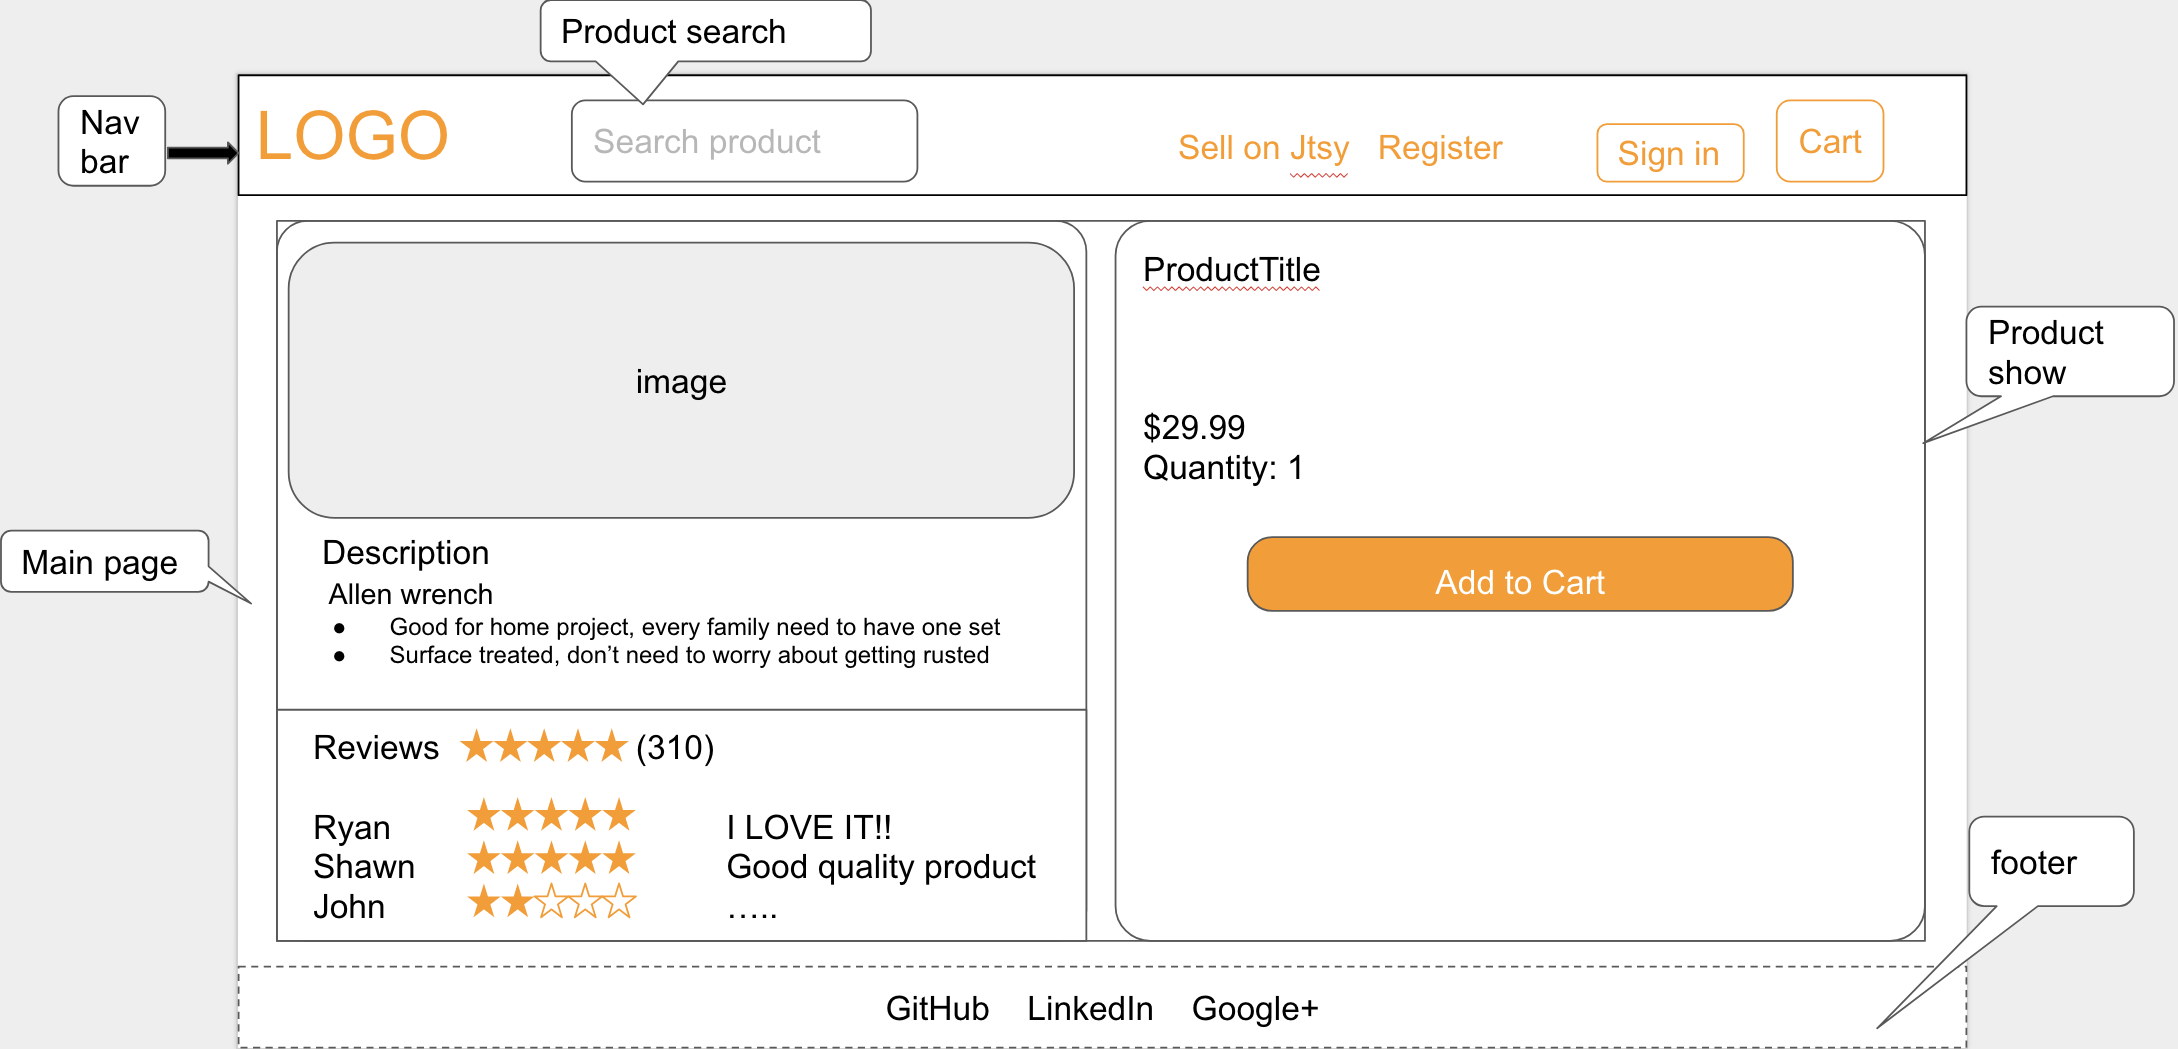 Product search
Nav
bar
LOGO
Search product
Sell on Jtsy
Register
Sign in
Cart
image
ProductTitle
$29.99
Quantity: 1
Add to Cart
Product
show
Main page
Description
Allen wrench
● Good for home project, every family need to have one set
● Surface treated, don’t need to worry about getting rusted
Reviews ★★★★★ (310)
Ryan ★★★★★ I LOVE IT!!
Shawn ★★★★★ Good quality product
John ★★☆☆☆ …..
footer
GitHub LinkedIn Google+